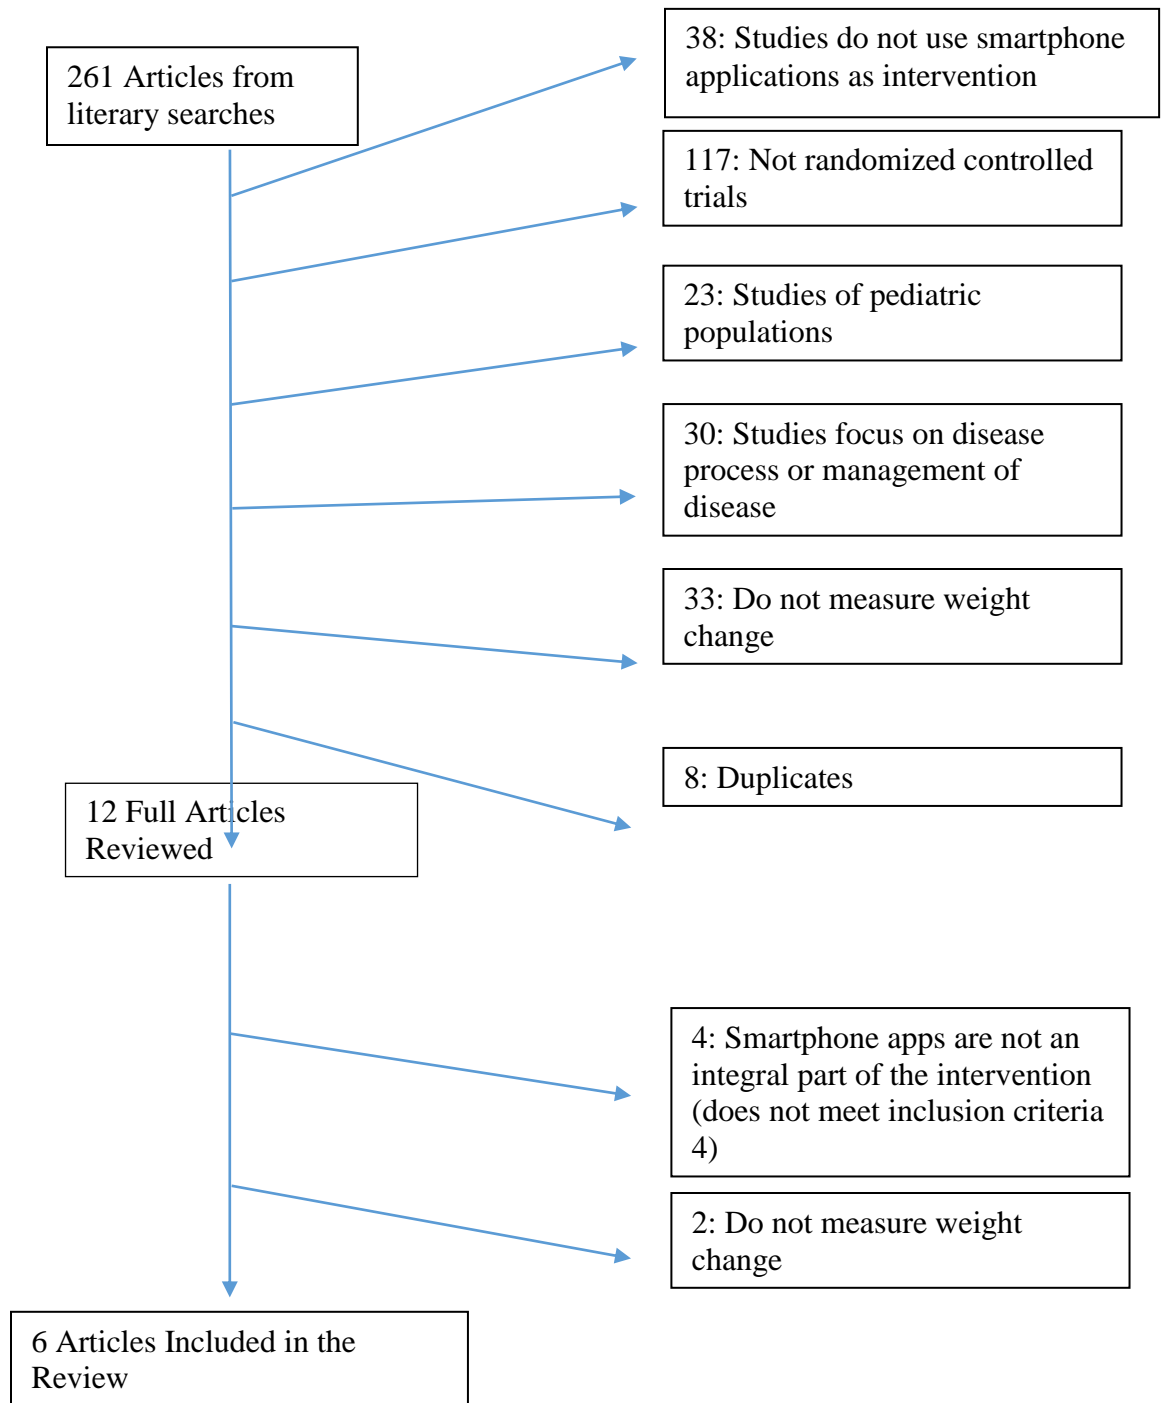 261 Articles from
literary searches
38: Studies do not use smartphone
applications as intervention
117: Not randomized controlled
trials
23: Studies of pediatric
populations
30: Studies focus on disease
process or management of
disease
33: Do not measure weight
change
8: Duplicates
12 Full Articles
Reviewed
4: Smartphone apps are not an
integral part of the intervention
(does not meet inclusion criteria
4)
2: Do not measure weight
change
6 Articles Included in the
Review